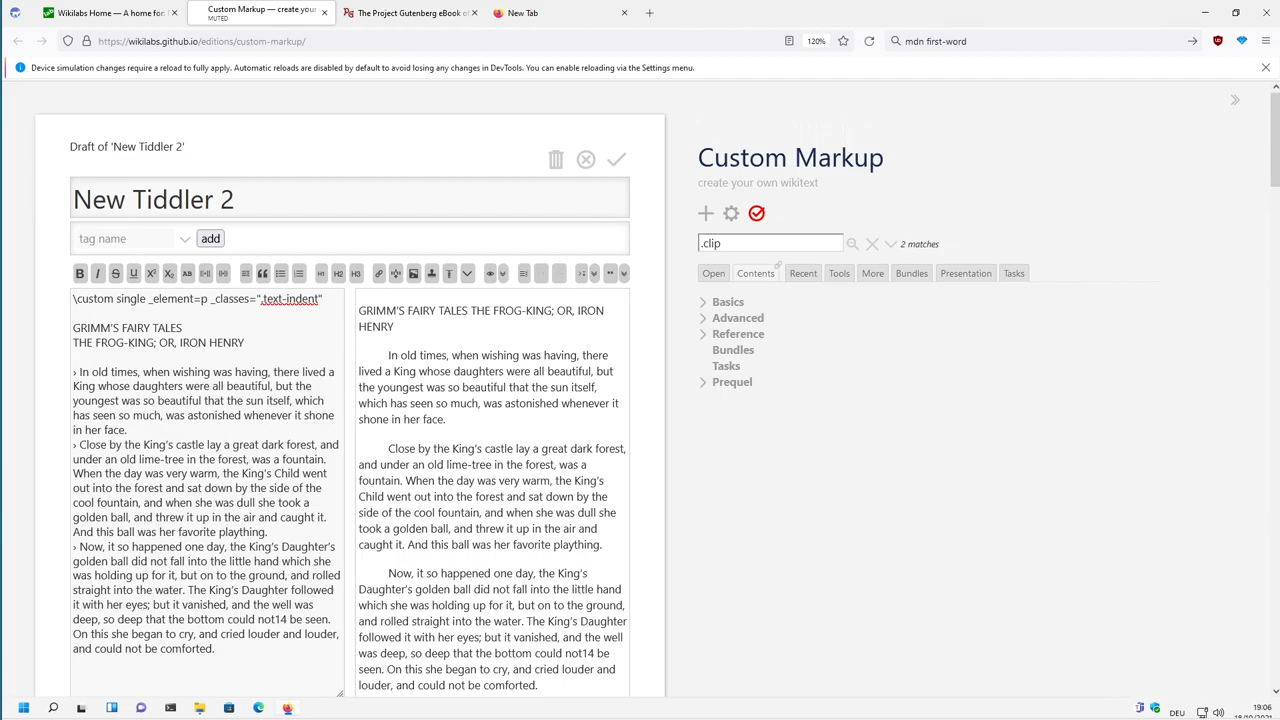 Wikilabs Home — A home for l
Custom Markup — create your
MUTED
The Project Gutenberg eBook of
New Tab
https://wikilabs.github.io/editions/custom-markup/
120%
mdn first-word
Device simulation changes require a reload to fully apply. Automatic reloads are disabled by default to avoid losing any changes in DevTools. You can enable reloading via the Settings menu.
Draft of 'New Tiddler 2'
New Tiddler 2
tag name
add
B I S U X² X₂ AB H1 H2 H3
\custom single _element=p _classes=".text-indent"
GRIMM'S FAIRY TALES
THE FROG-KING; OR, IRON HENRY
› In old times, when wishing was having, there lived a
King whose daughters were all beautiful, but the
youngest was so beautiful that the sun itself, which
has seen so much, was astonished whenever it shone
in her face.
› Close by the King's castle lay a great dark forest, and
under an old lime-tree in the forest, was a fountain.
When the day was very warm, the King's Child went
out into the forest and sat down by the side of the
cool fountain, and when she was dull she took a
golden ball, and threw it up in the air and caught it.
And this ball was her favorite plaything.
› Now, it so happened one day, the King's Daughter's
golden ball did not fall into the little hand which she
was holding up for it, but on to the ground, and rolled
straight into the water. The King's Daughter followed
it with her eyes; but it vanished, and the well was
deep, so deep that the bottom could not14 be seen.
On this she began to cry, and cried louder and louder,
and could not be comforted.
GRIMM'S FAIRY TALES THE FROG-KING; OR, IRON
HENRY
In old times, when wishing was having, there
lived a King whose daughters were all beautiful, but
the youngest was so beautiful that the sun itself,
which has seen so much, was astonished whenever it
shone in her face.
Close by the King's castle lay a great dark forest,
and under an old lime-tree in the forest, was a
fountain. When the day was very warm, the King's
Child went out into the forest and sat down by the
side of the cool fountain, and when she was dull she
took a golden ball, and threw it up in the air and
caught it. And this ball was her favorite plaything.
Now, it so happened one day, the King's
Daughter's golden ball did not fall into the little hand
which she was holding up for it, but on to the ground,
and rolled straight into the water. The King's Daughter
followed it with her eyes; but it vanished, and the well
was deep, so deep that the bottom could not14 be
seen. On this she began to cry, and cried louder and
louder, and could not be comforted.
Custom Markup
create your own wikitext
.clip
2 matches
Open Contents Recent Tools More Bundles Presentation Tasks
Basics
Advanced
Reference
Bundles
Tasks
Prequel
DEU
19:06
18/10/2021